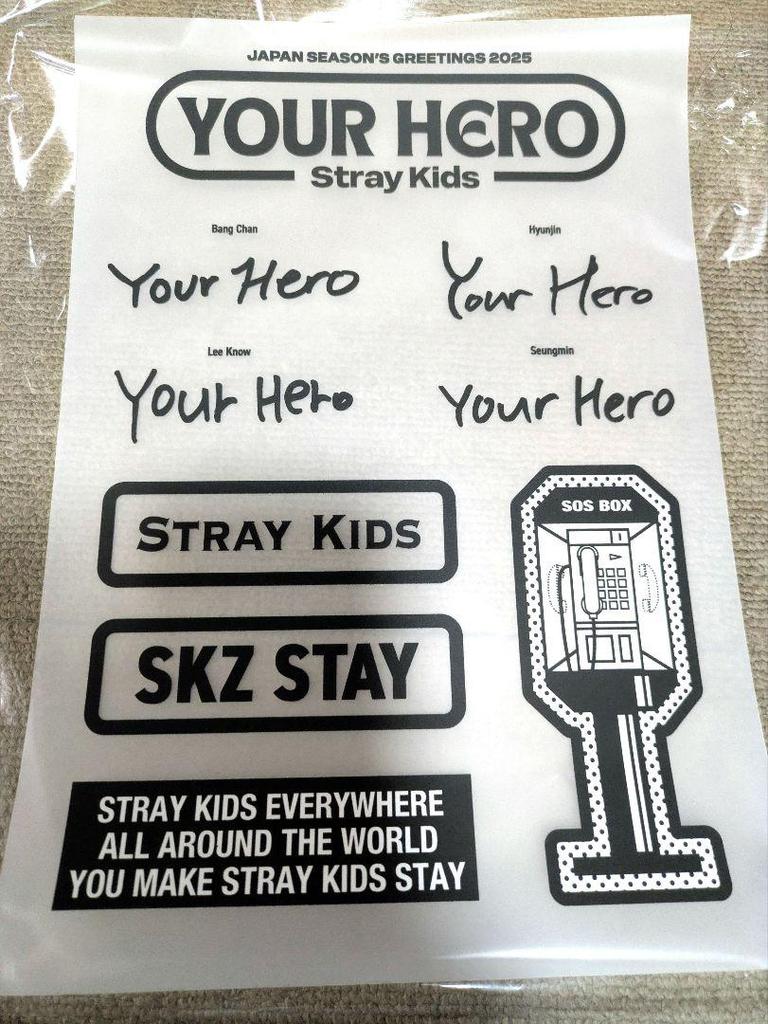 JAPAN SEASON'S GREETINGS 2025
YOUR HERO
Stray Kids
Bang Chan
Hyunjin
Your Hero
Your Hero
Lee Know
Seungmin
Your Hero
Your Hero
STRAY KIDS
SOS BOX
SKZ STAY
STRAY KIDS EVERYWHERE
ALL AROUND THE WORLD
YOU MAKE STRAY KIDS STAY